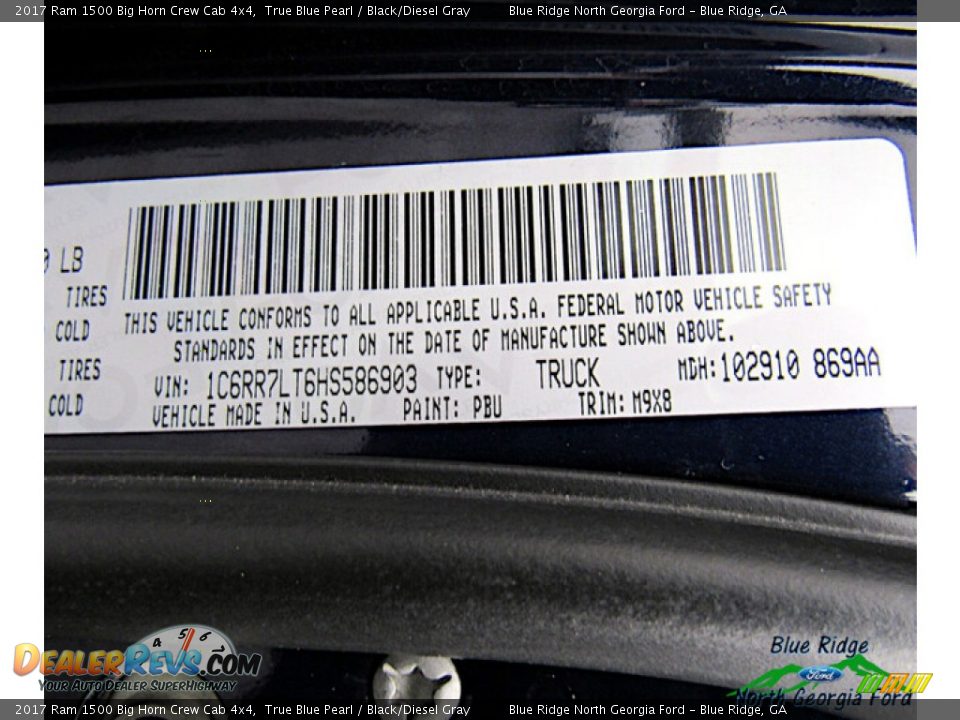 2017 Ram 1500 Big Horn Crew Cab 4x4, True Blue Pearl / Black/Diesel Gray Blue Ridge North Georgia Ford - Blue Ridge, GA
LB
TIRES
COLD
TIRES
COLD
THIS VEHICLE CONFORMS TO ALL APPLICABLE U.S.A. FEDERAL MOTOR VEHICLE SAFETY
STANDARDS IN EFFECT ON THE DATE OF MANUFACTURE SHOWN ABOVE.
VIN: 1C6RR7LT6HS586903 TYPE: TRUCK MDH: 102910 869AA
VEHICLE MADE IN U.S.A. PAINT: PBU TRIM: M9X8
4 5 6
DEALERREVS.COM
YOUR AUTO DEALER SUPERHIGHWAY
Blue Ridge
Ford
North Georgia Ford
2017 Ram 1500 Big Horn Crew Cab 4x4, True Blue Pearl / Black/Diesel Gray Blue Ridge North Georgia Ford - Blue Ridge, GA